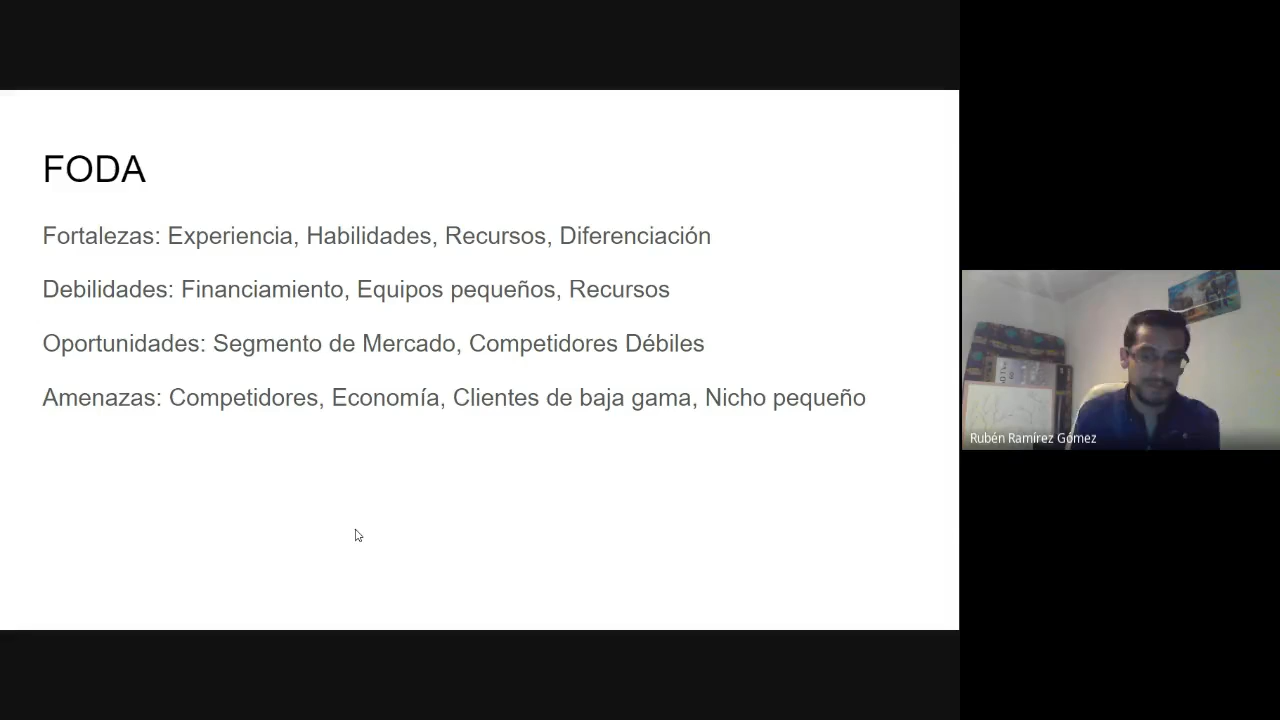 FODA
Fortalezas: Experiencia, Habilidades, Recursos, Diferenciación
Debilidades: Financiamiento, Equipos pequeños, Recursos
Oportunidades: Segmento de Mercado, Competidores Débiles
Amenazas: Competidores, Economía, Clientes de baja gama, Nicho pequeño
Rubén Ramírez Gómez